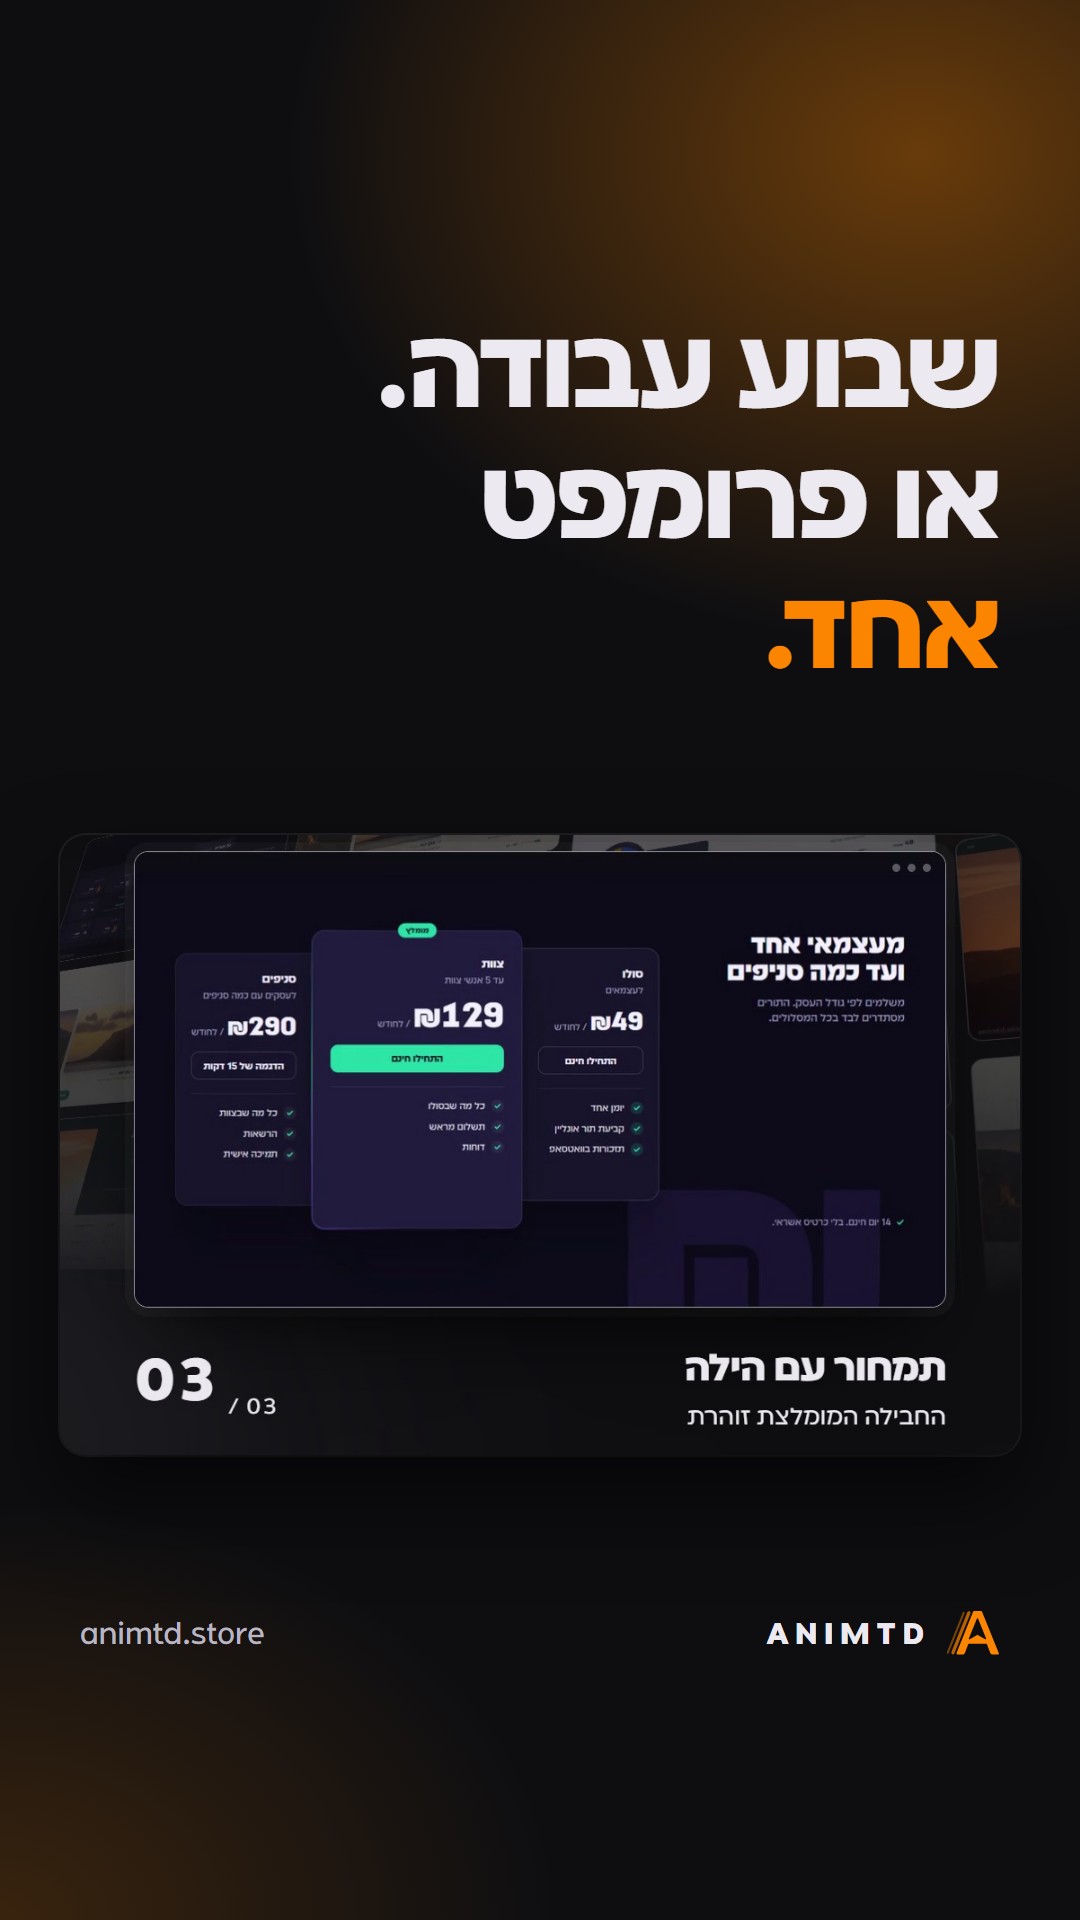 שבוע עבודה.
או פרומפט
אחד.
מעצמאי אחד
ועד כמה סניפים
משלמים לפי גודל העסק. התורים
מסתדרים לבד בכל המסלולים.
14 יום חינם. בלי כרטיס אשראי.
סולו
לעצמאים
₪49 / לחודש
התחילו חינם
יומן אחד
קביעת תור אונליין
תזכורות בוואטסאפ
מומלץ
צוות
עד 5 אנשי צוות
₪129 / לחודש
התחילו חינם
כל מה שבסולו
תשלום מראש
דוחות
סניפים
לעסקים עם כמה סניפים
₪290 / לחודש
הדגמה של 15 דקות
כל מה שבצוות
הרשאות
תמיכה אישית
תמחור עם הילה
החבילה המומלצת זוהרת
03 / 03
ANIMTD
animtd.store